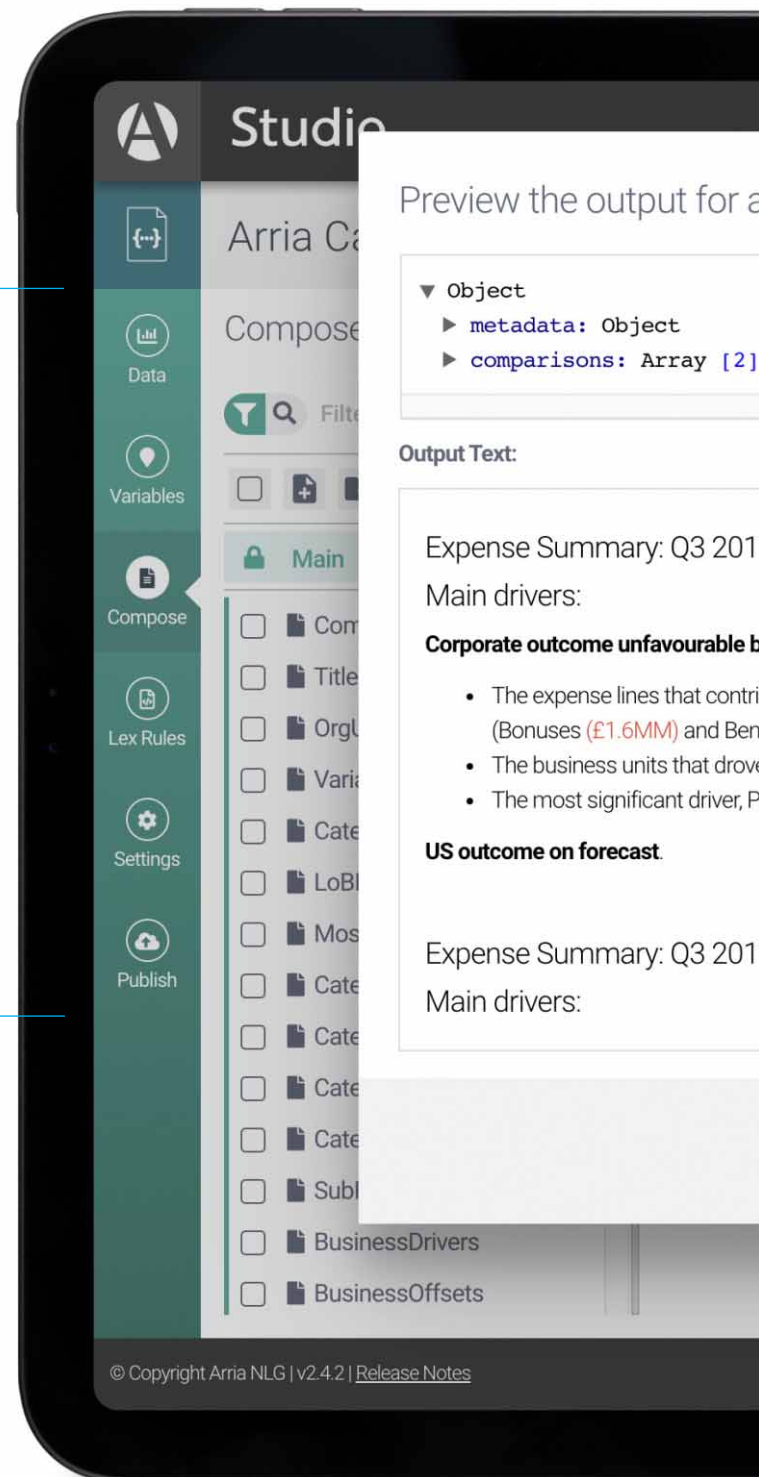 Studio
Preview the output for a
Arria Ca
Object
metadata: Object
comparisons: Array [2]
Data
Compose
Filte
Output Text:
Variables
Expense Summary: Q3 201
Main
Main drivers:
Compose
Com
Corporate outcome unfavourable b
Title
The expense lines that contri
Lex Rules
OrgU
(Bonuses (£1.6MM) and Ben
Varia
The business units that drove
Cate
The most significant driver, P
Settings
LoBl
US outcome on forecast.
Mos
Expense Summary: Q3 201
Publish
Cate
Main drivers:
Cate
Cate
Cate
SubI
BusinessDrivers
BusinessOffsets
© Copyright Arria NLG | v2.4.2 | Release Notes